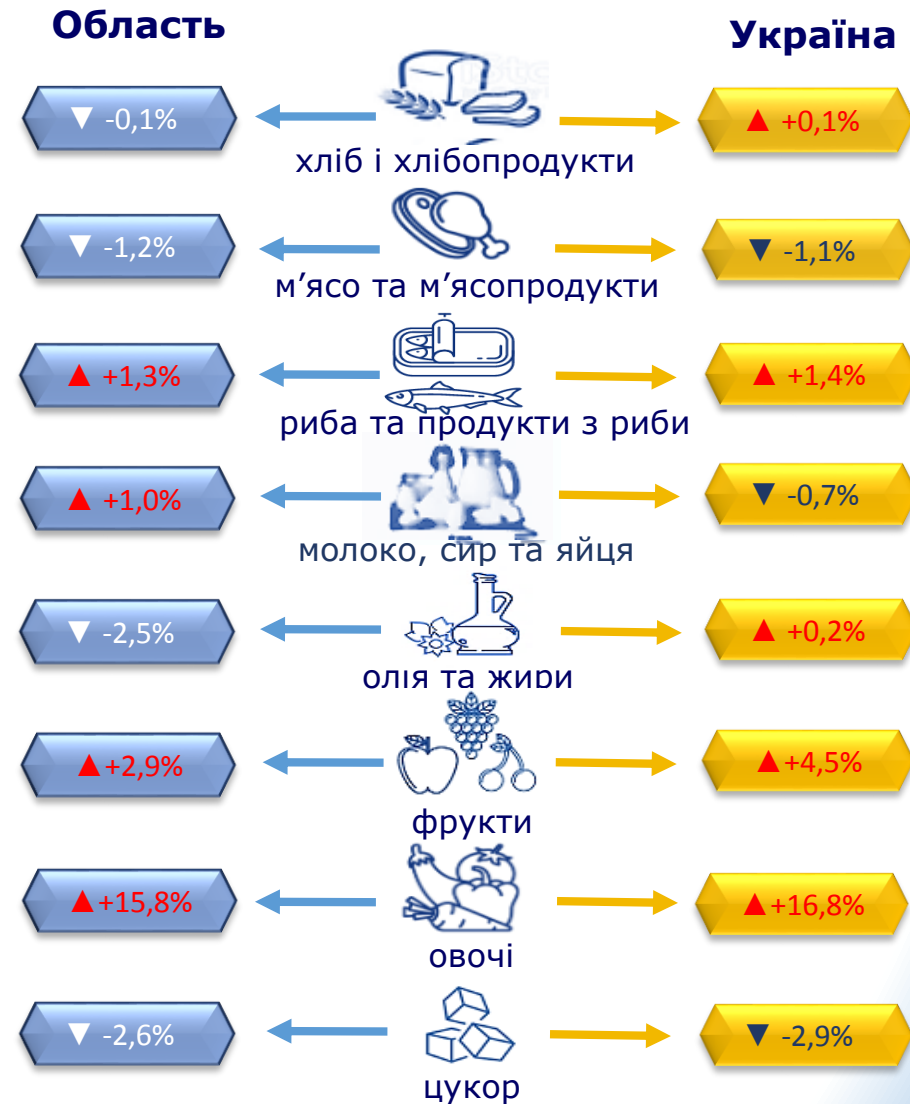 Область
Україна
▼ -0,1%
▲ +0,1%
хліб і хлібопродукти
▼ -1,2%
▼ -1,1%
м’ясо та м’ясопродукти
▲ +1,3%
▲ +1,4%
риба та продукти з риби
▲ +1,0%
▼ -0,7%
молоко, сир та яйця
▼ -2,5%
▲ +0,2%
олія та жири
▲+2,9%
▲+4,5%
фрукти
▲+15,8%
▲+16,8%
овочі
▼ -2,6%
▼ -2,9%
цукор